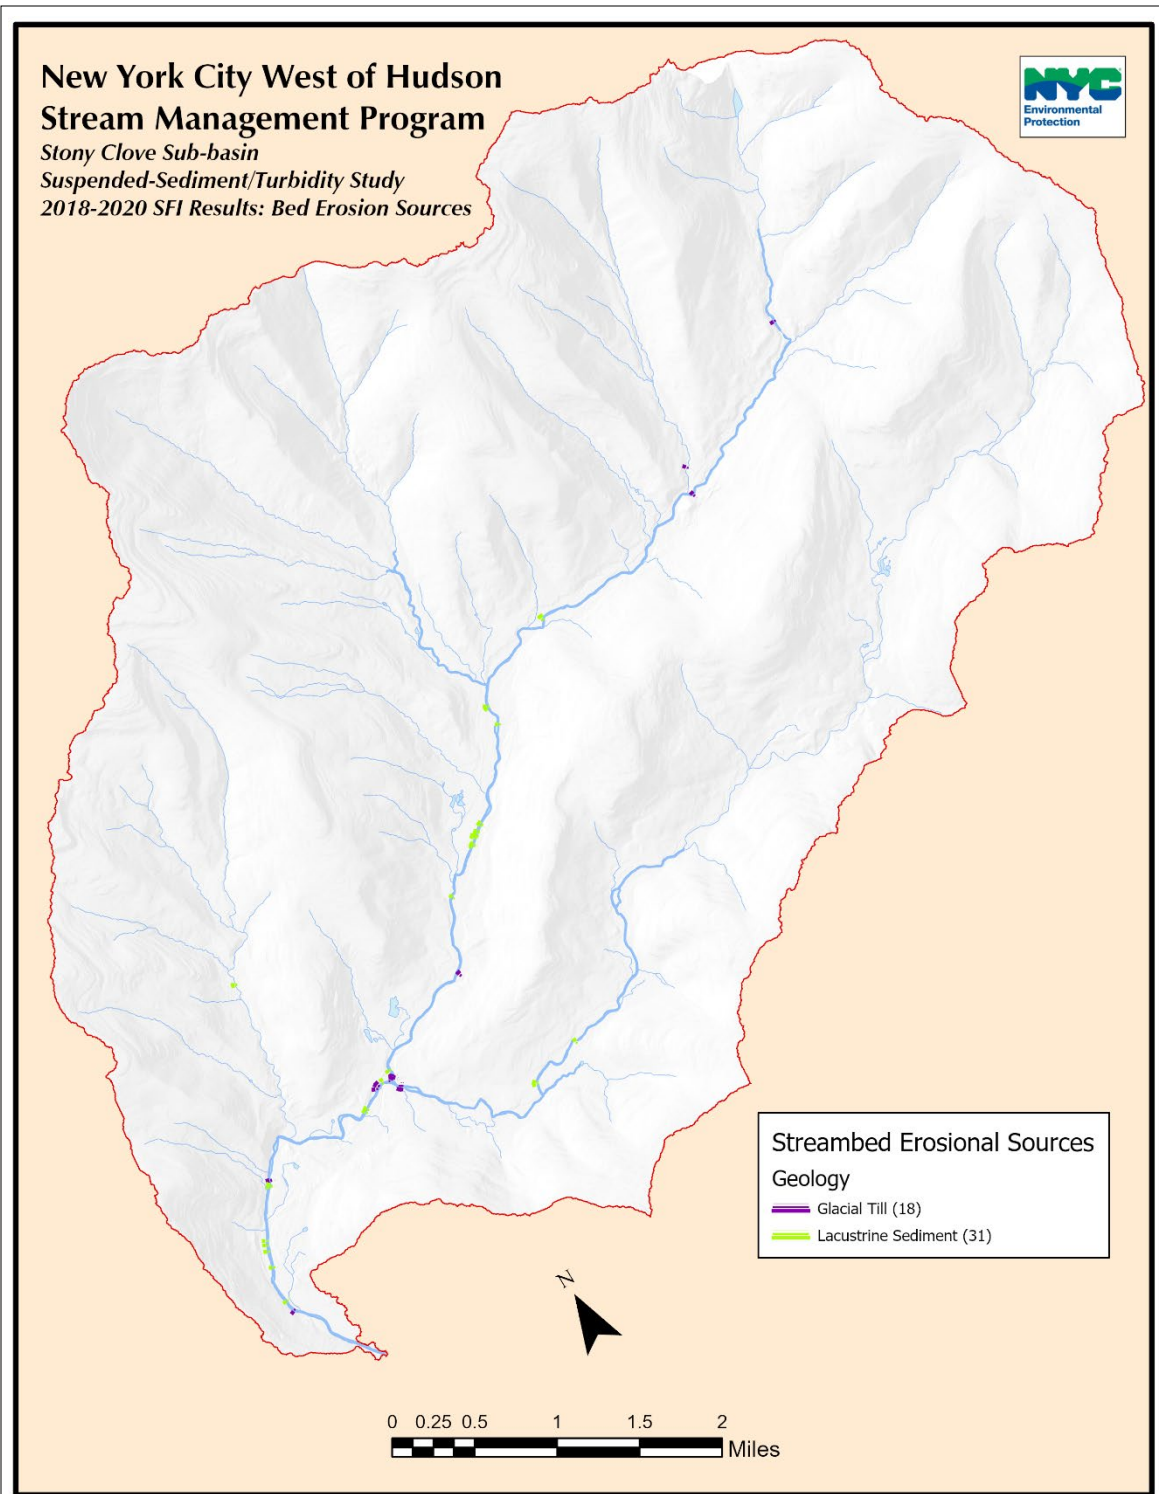 New York City West of Hudson
Stream Management Program
Stony Clove Sub-basin
Suspended-Sediment/Turbidity Study
2018-2020 SFI Results: Bed Erosion Sources
NYC
Environmental
Protection
Streambed Erosional Sources
Geology
Glacial Till (18)
Lacustrine Sediment (31)
N
0 0.25 0.5 1 1.5 2
Miles